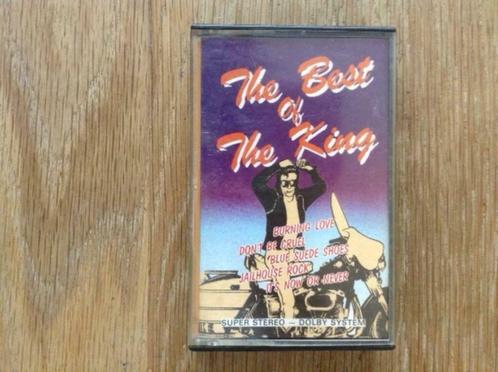 The Best
of
The King
BURNING LOVE
DON'T BE CRUEL
BLUE SUEDE SHOES
JAILHOUSE ROCK
IT'S NOW OR NEVER
SUPER STEREO — DOLBY SYSTEM